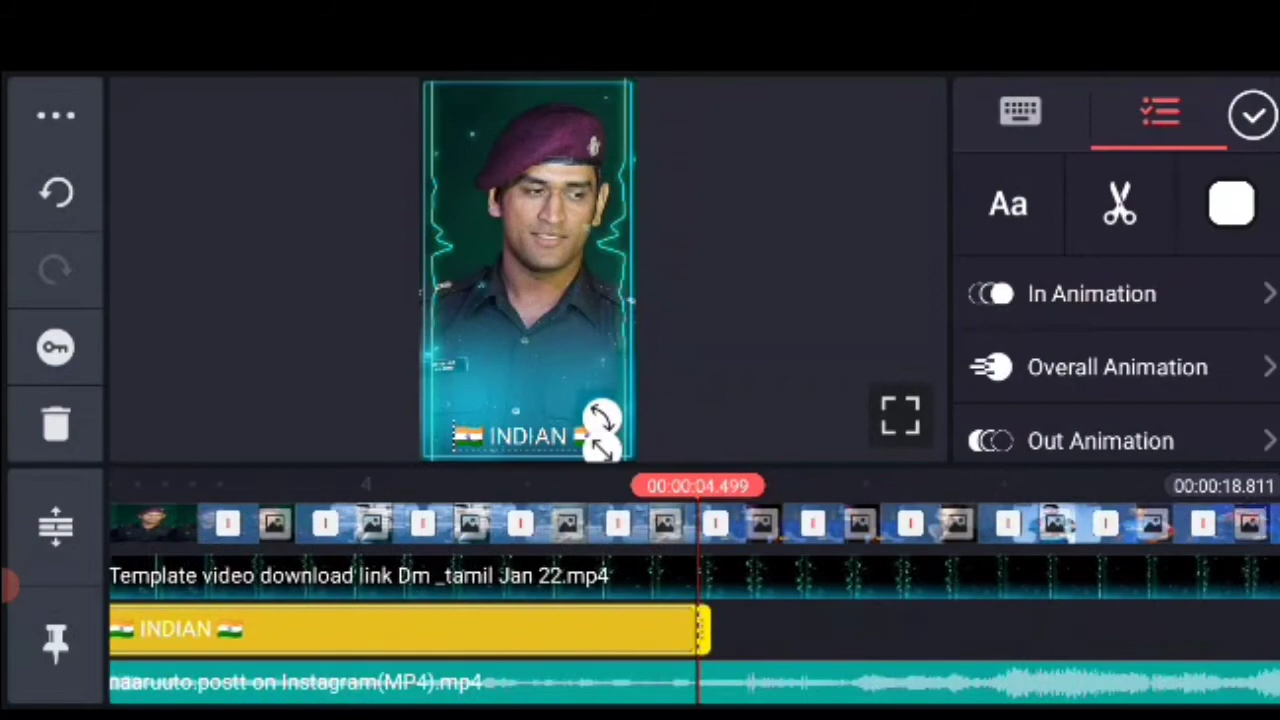 Aa
In Animation
Overall Animation
Out Animation
🇮🇳 INDIAN
4
00:00:04.499
00:00:18.811
Template video download link Dm _tamil Jan 22.mp4
🇮🇳 INDIAN 🇮🇳
naaruuto.postt on Instagram(MP4).mp4